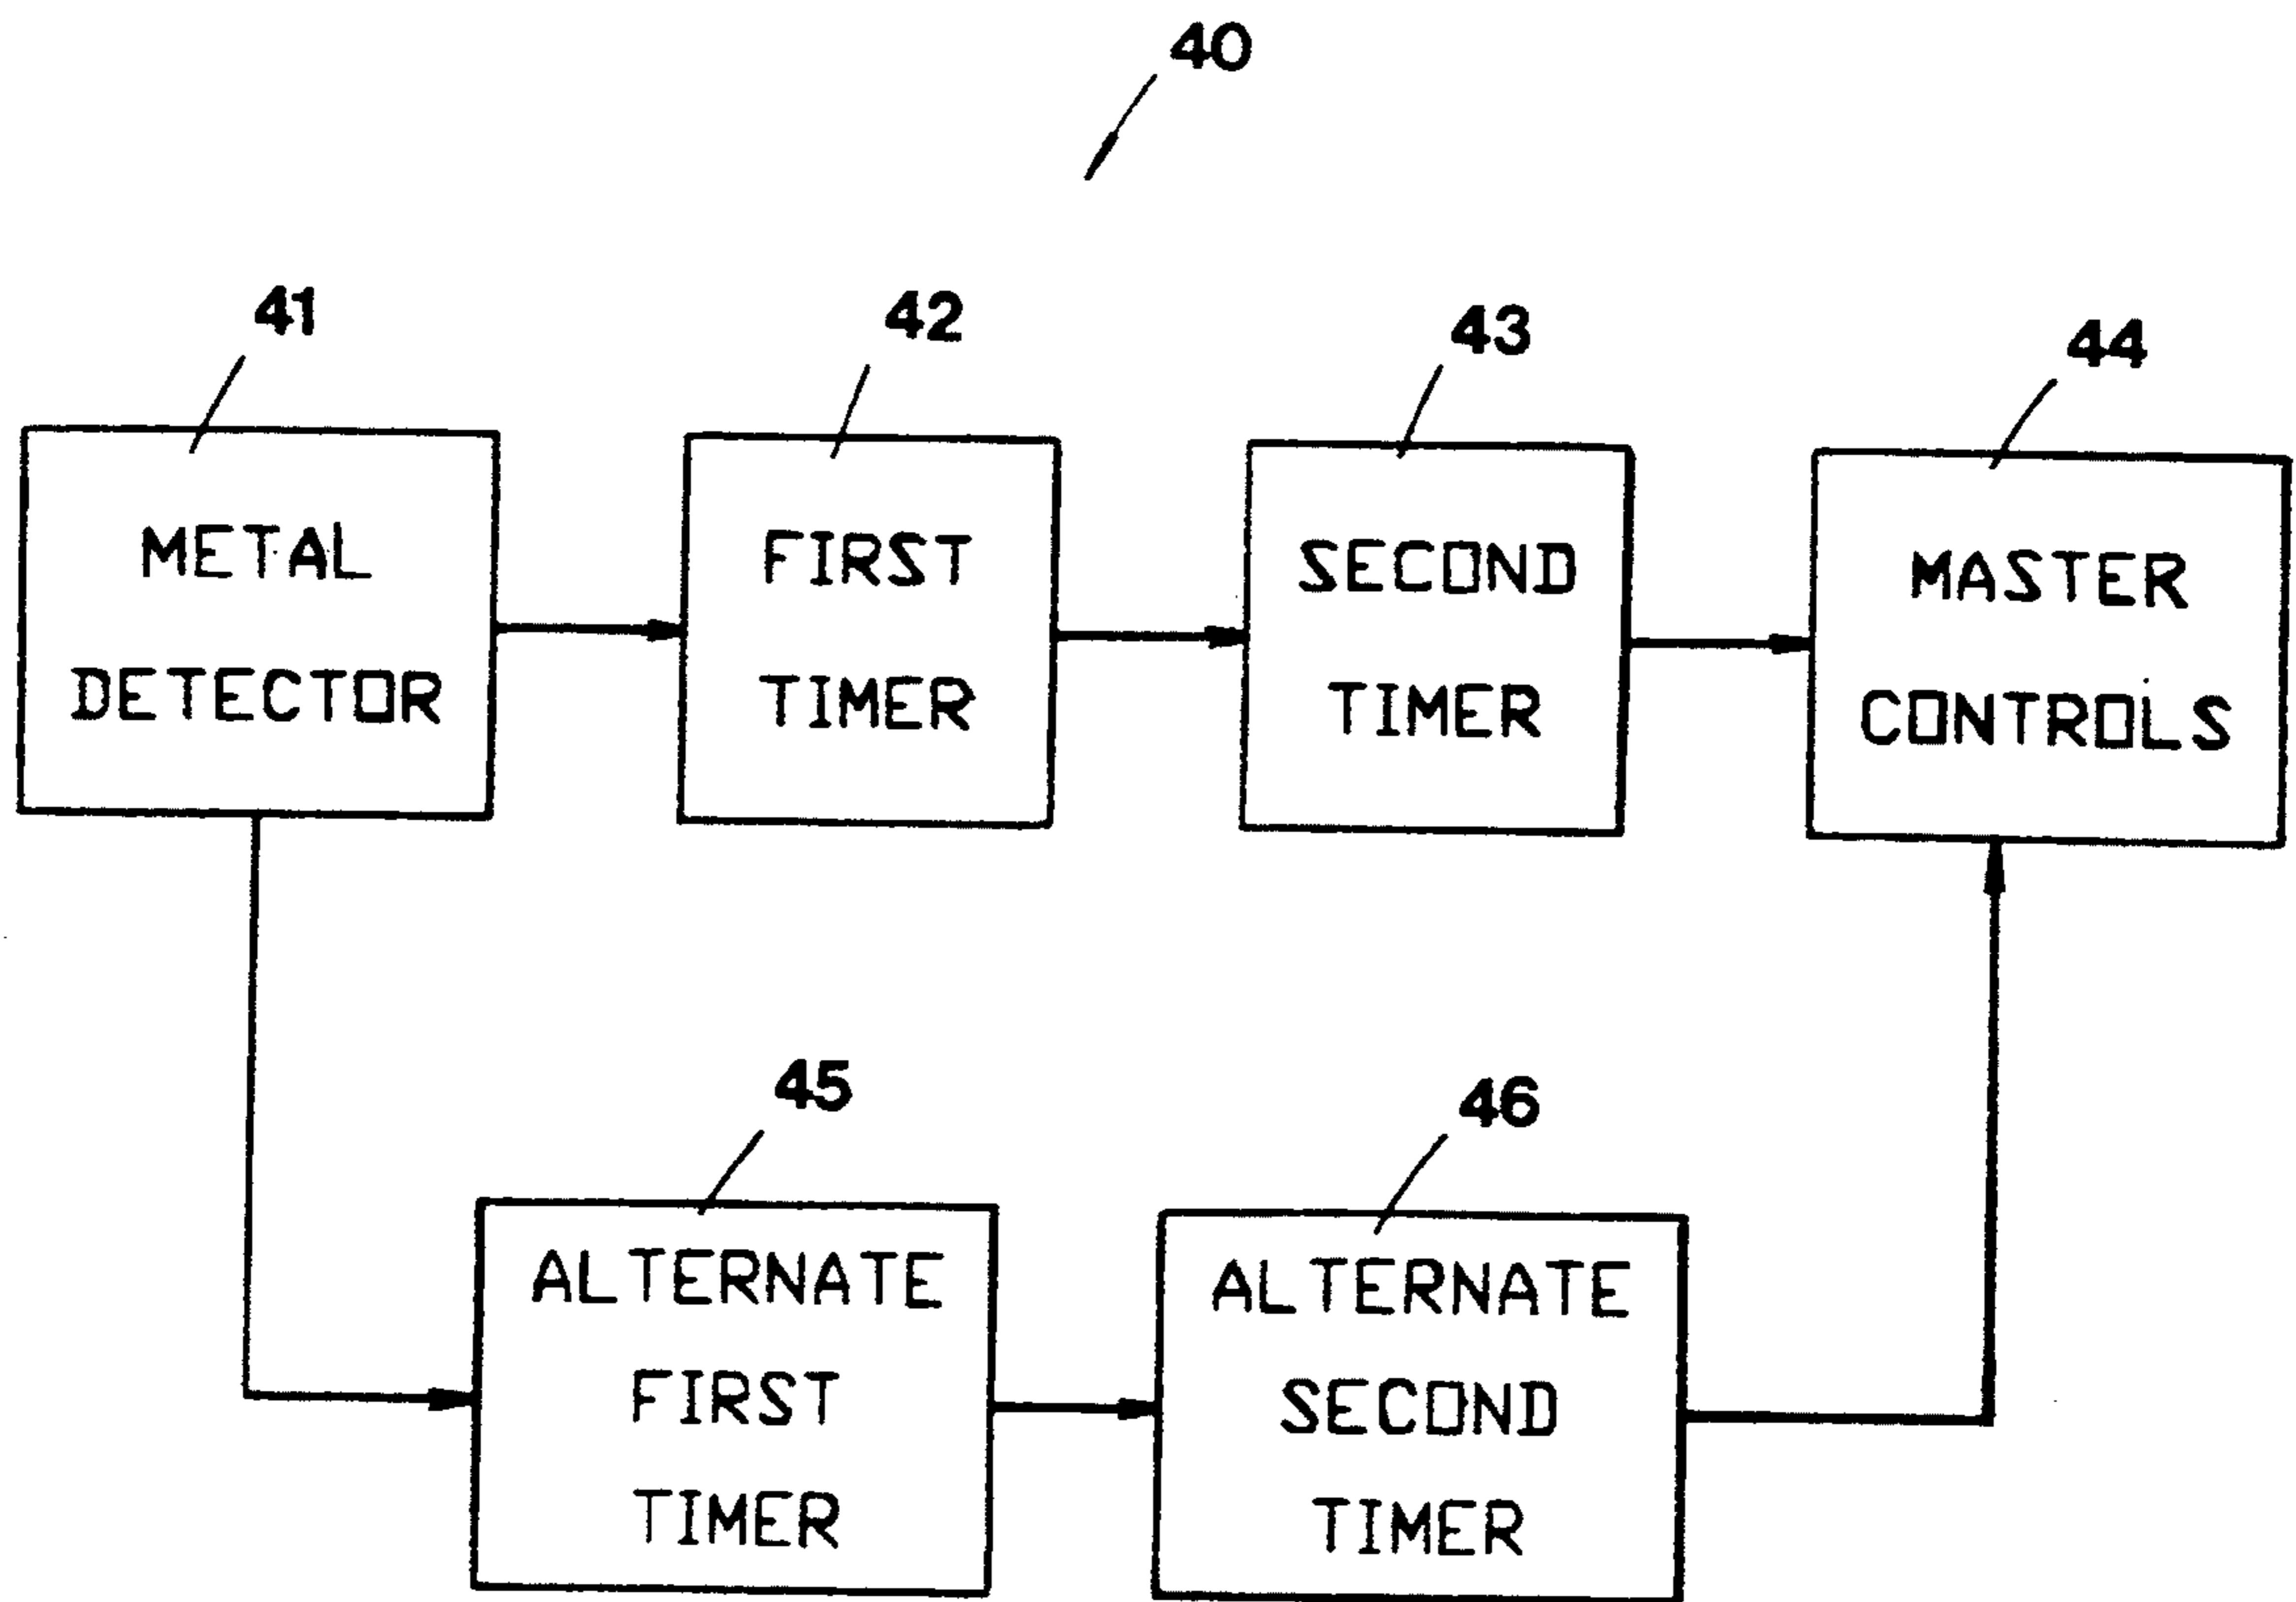 40
41
42
43
44
METAL
DETECTOR
FIRST
TIMER
SECOND
TIMER
MASTER
CONTROLS
45
46
ALTERNATE
FIRST
TIMER
ALTERNATE
SECOND
TIMER